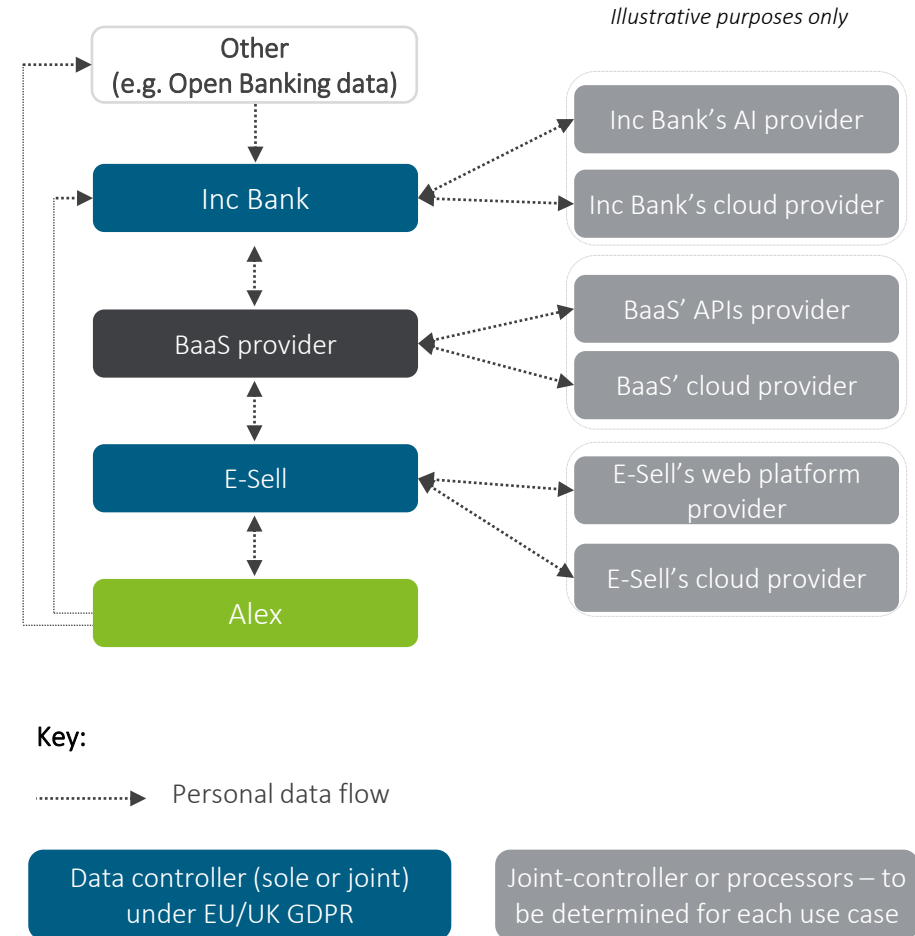 Illustrative purposes only
Other
(e.g. Open Banking data)
Inc Bank's AI provider
Inc Bank
Inc Bank's cloud provider
BaaS' APIs provider
BaaS provider
BaaS' cloud provider
E-Sell's web platform
provider
E-Sell
E-Sell's cloud provider
Alex
Key:
Personal data flow
Data controller (sole or joint)
under EU/UK GDPR
Joint-controller or processors – to
be determined for each use case